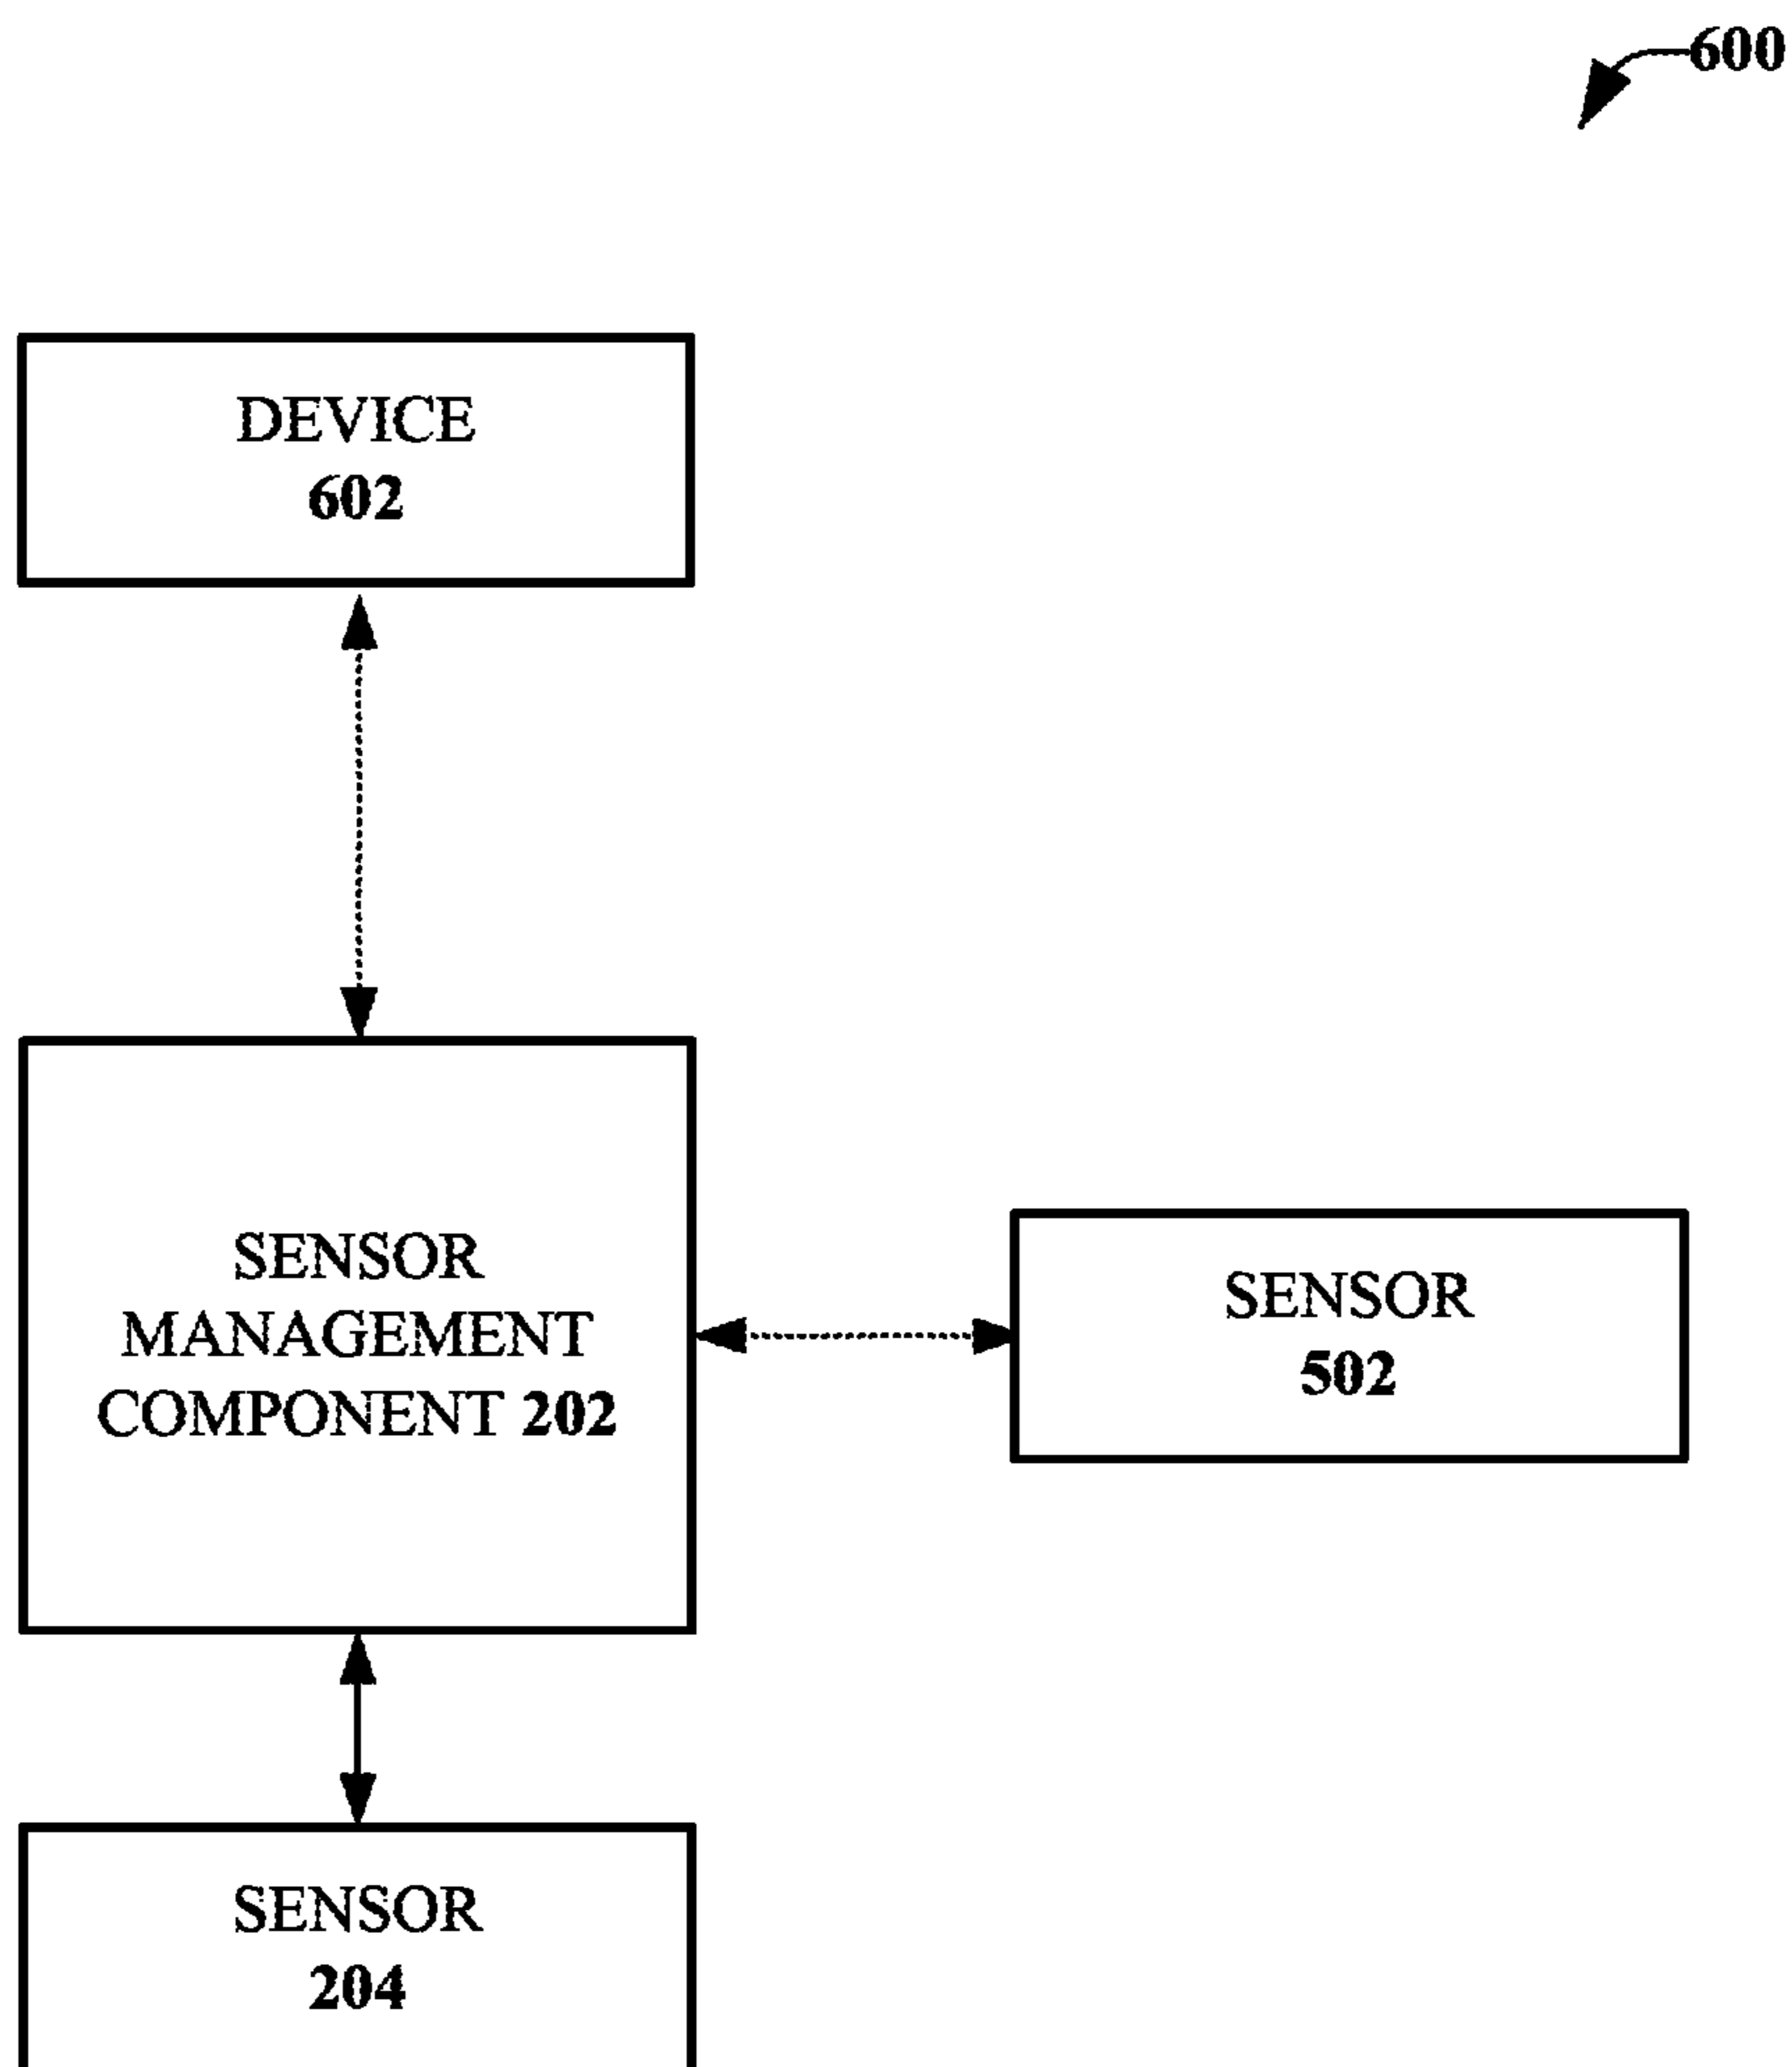 600
DEVICE
602
SENSOR
MANAGEMENT
COMPONENT 202
SENSOR
502
SENSOR
204